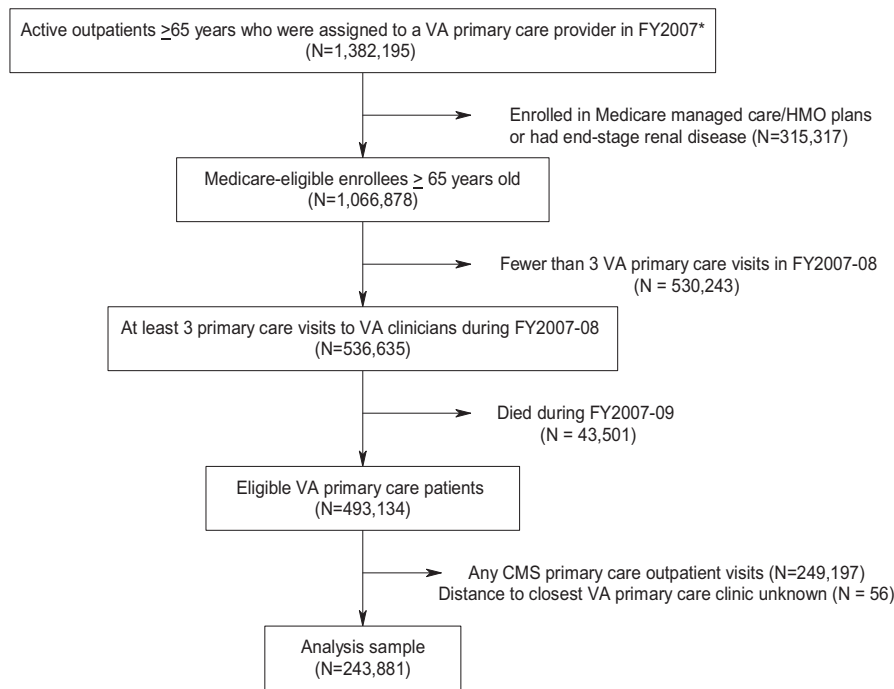 Active outpatients ≥65 years who were assigned to a VA primary care provider in FY2007*
(N=1,382,195)
Enrolled in Medicare managed care/HMO plans
or had end-stage renal disease (N=315,317)
Medicare-eligible enrollees ≥ 65 years old
(N=1,066,878)
Fewer than 3 VA primary care visits in FY2007-08
(N = 530,243)
At least 3 primary care visits to VA clinicians during FY2007-08
(N=536,635)
Died during FY2007-09
(N = 43,501)
Eligible VA primary care patients
(N=493,134)
Any CMS primary care outpatient visits (N=249,197)
Distance to closest VA primary care clinic unknown (N = 56)
Analysis sample
(N=243,881)